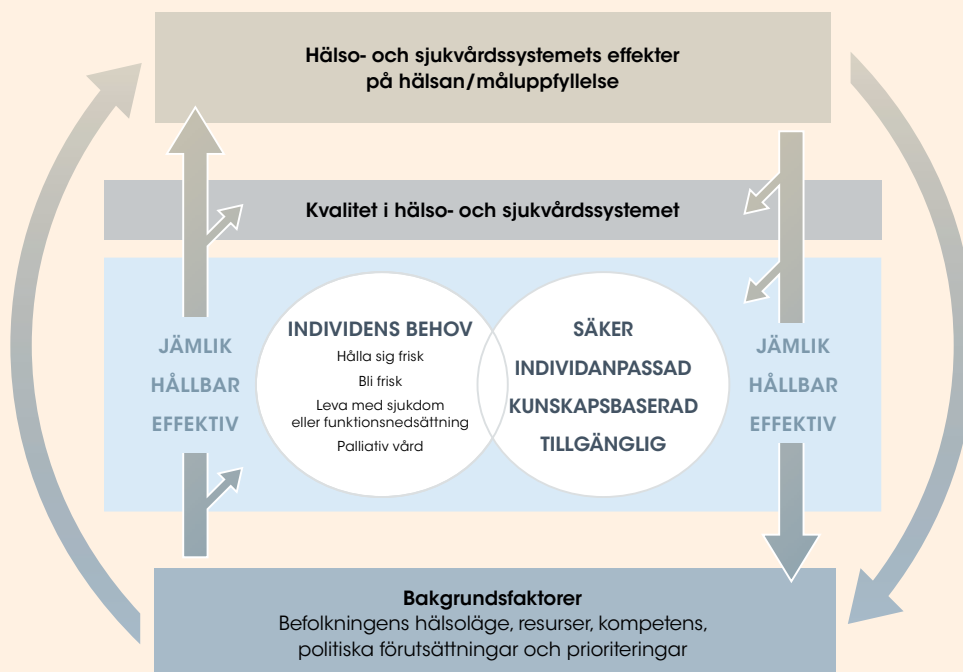 Hälso- och sjukvårdssystemets effekter
på hälsan/måluppfyllelse
Kvalitet i hälso- och sjukvårdssystemet
JÄMLIK
HÅLLBAR
EFFEKTIV
INDIVIDENS BEHOV
Hålla sig frisk
Bli frisk
Leva med sjukdom
eller funktionsnedsättning
Palliativ vård
SÄKER
INDIVIDANPASSAD
KUNSKAPSBASERAD
TILLGÄNGLIG
JÄMLIK
HÅLLBAR
EFFEKTIV
Bakgrundsfaktorer
Befolkningens hälsoläge, resurser, kompetens,
politiska förutsättningar och prioriteringar